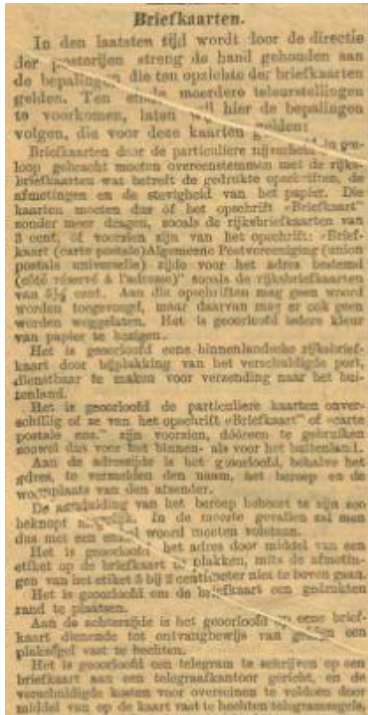 Briefkaarten.
In den laatsten tijd wordt door de directie
der posterijen streng de hand gehouden aan
de bepalingen die ten opzichte der briefkaarten
gelden. Ten einde meerdere teleurstellingen
te voorkomen, laten hier de bepalingen
volgen, die voor deze kaarten
Briefkaarten door de particuliere nijverheid in om-
loop gebracht moeten overeenstemmen met de rijks-
briefkaarten wat betreft de gedrukte opschriften, de
afmetingen en de stevigheid van het papier. Die
kaarten moeten dus óf het opschrift «Briefkaart"
zonder meer dragen, zooals de rijksbriefkaarten van
3 cent, óf voorzien zijn van het opschrift: «Brief-
kaart (carte postale) Algemeene Postvereeniging (union
postale universelle) zijde voor het adres bestemd
(côté réservé à l'adresse)" zooals de rijksbriefkaarten
van cent. Aan die opschriften mag geen woord
worden toegevoegd, maar daarvan mag er ook geen
worden weggelaten. Het is geoorloofd iedere kleur
van papier te bezigen.
Het is geoorloofd eene binnenlandsche rijksbrief-
kaart door bijplakking van het verschuldigde port,
dienstbaar te maken voor verzending naar het bui-
tenland.
Het is geoorloofd de particuliere kaarten onver-
schillig of ze van het opschrift «Briefkaart" of «carte
postale enz." zijn voorzien, dóóreen te gebruiken
zoowel dus voor het binnen- als voor het buitenland.
Aan de adreszijde is het geoorloofd, behalve het
adres, te vermelden den naam, het beroep en de
woonplaats van den afzender.
De aanduiding van het beroep behoort te zijn zoo
beknopt mogelijk. In de meeste gevallen zal men
dus met een enkel woord moeten volstaan.
Het is geoorloofd het adres door middel van een
etiket op de briefkaart te plakken, mits de afmetin-
gen van het etiket 5 bij 2 centimeter niet te boven gaan.
Het is geoorloofd om de briefkaart een gedrukten
rand te plaatsen.
Aan de achterzijde is het geoorloofd op eene brief-
kaart dienende tot ontvangbewijs van gelden een
plakzegel vast te hechten.
Het is geoorloofd een telegram te schrijven op een
briefkaart aan een telegraafkantoor gericht, en de
verschuldigde kosten voor overseinen te voldoen door
middel van op de kaart vast te hechten telegramzegels.